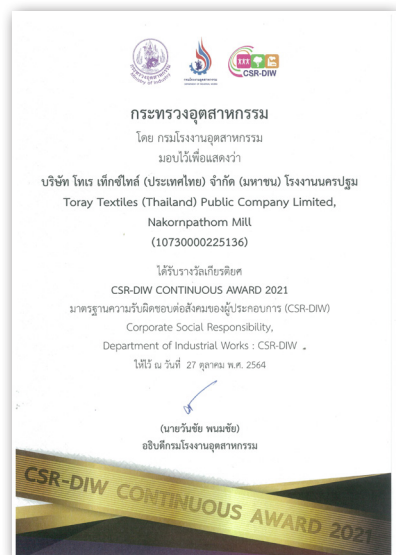 Ministry of Industry
CSR-DIW
กระทรวงอุตสาหกรรม
โดย กรมโรงงานอุตสาหกรรม
มอบไว้เพื่อแสดงว่า
บริษัท โทเร เท็กซ์ไทล์ (ประเทศไทย) จำกัด (มหาชน) โรงงานนครปฐม
Toray Textiles (Thailand) Public Company Limited,
Nakornpathom Mill
(10730000225136)
ได้รับรางวัลเกียรติยศ
CSR-DIW CONTINUOUS AWARD 2021
มาตรฐานความรับผิดชอบต่อสังคมของผู้ประกอบการ (CSR-DIW)
Corporate Social Responsibility,
Department of Industrial Works : CSR-DIW
ให้ไว้ ณ วันที่ 27 ตุลาคม พ.ศ. 2564
(นายวันชัย พนมชัย)
อธิบดีกรมโรงงานอุตสาหกรรม
CSR-DIW CONTINUOUS AWARD 2021